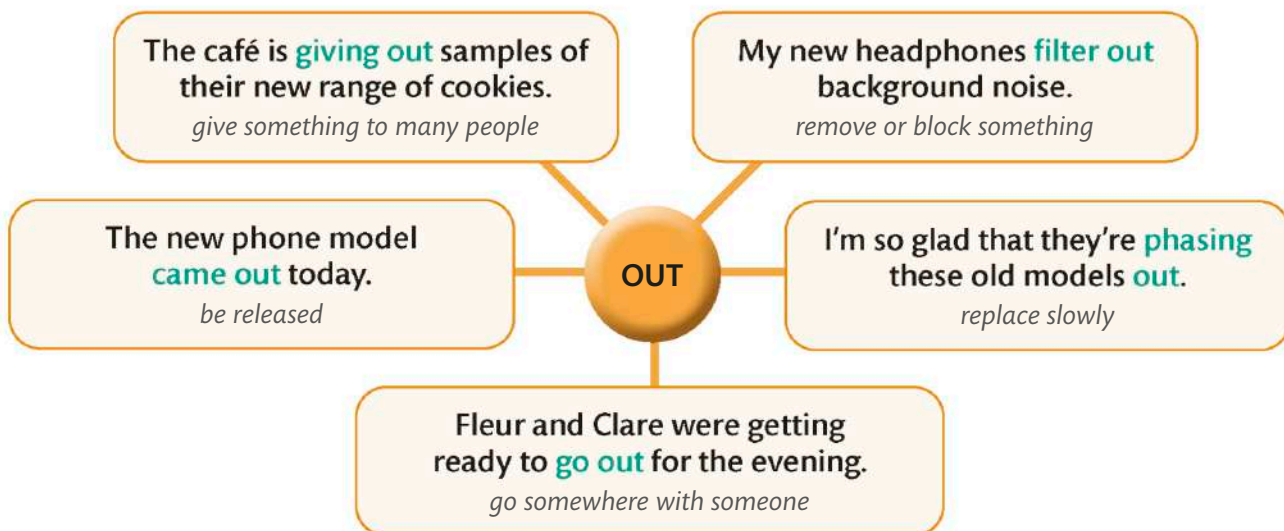 The café is giving out samples of
their new range of cookies.
give something to many people
My new headphones filter out
background noise.
remove or block something
The new phone model
came out today.
be released
OUT
I'm so glad that they're phasing
these old models out.
replace slowly
Fleur and Clare were getting
ready to go out for the evening.
go somewhere with someone